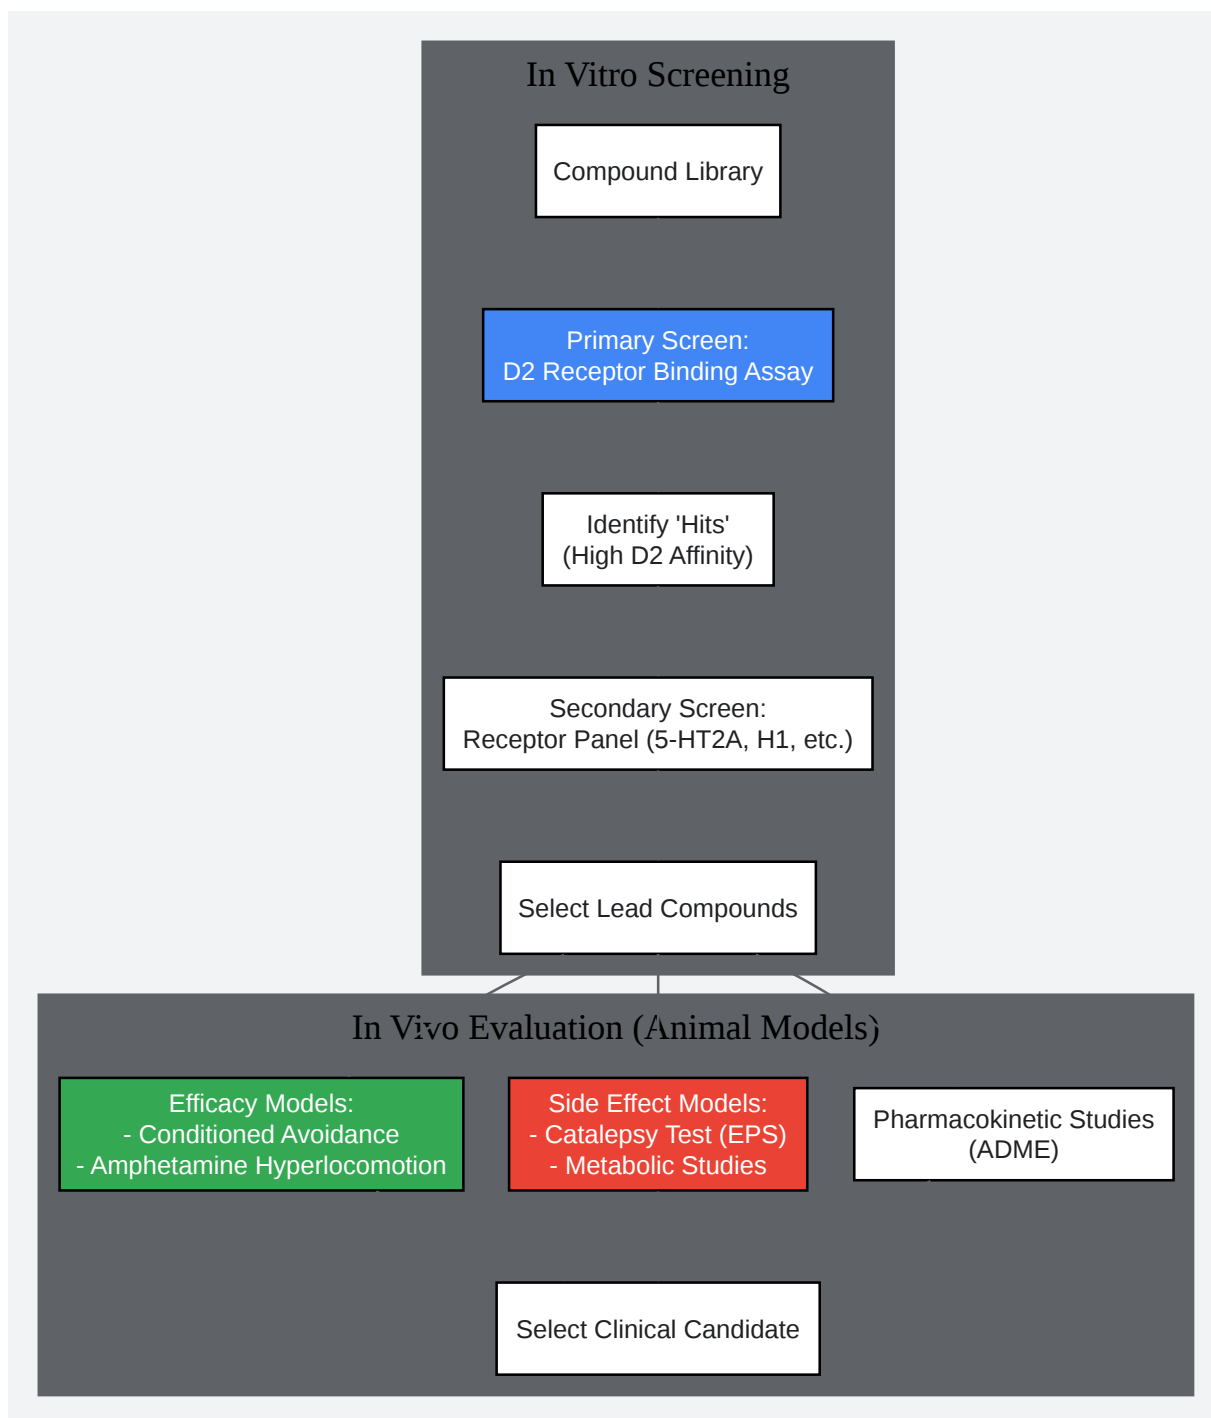 In Vitro Screening
Compound Library
Primary Screen:
D2 Receptor Binding Assay
Identify 'Hits'
(High D2 Affinity)
Secondary Screen:
Receptor Panel (5-HT2A, H1, etc.)
Select Lead Compounds
In Vivo Evaluation (Animal Models)
Efficacy Models:
- Conditioned Avoidance
- Amphetamine Hyperlocomotion
Side Effect Models:
- Catalepsy Test (EPS)
- Metabolic Studies
Pharmacokinetic Studies
(ADME)
Select Clinical Candidate